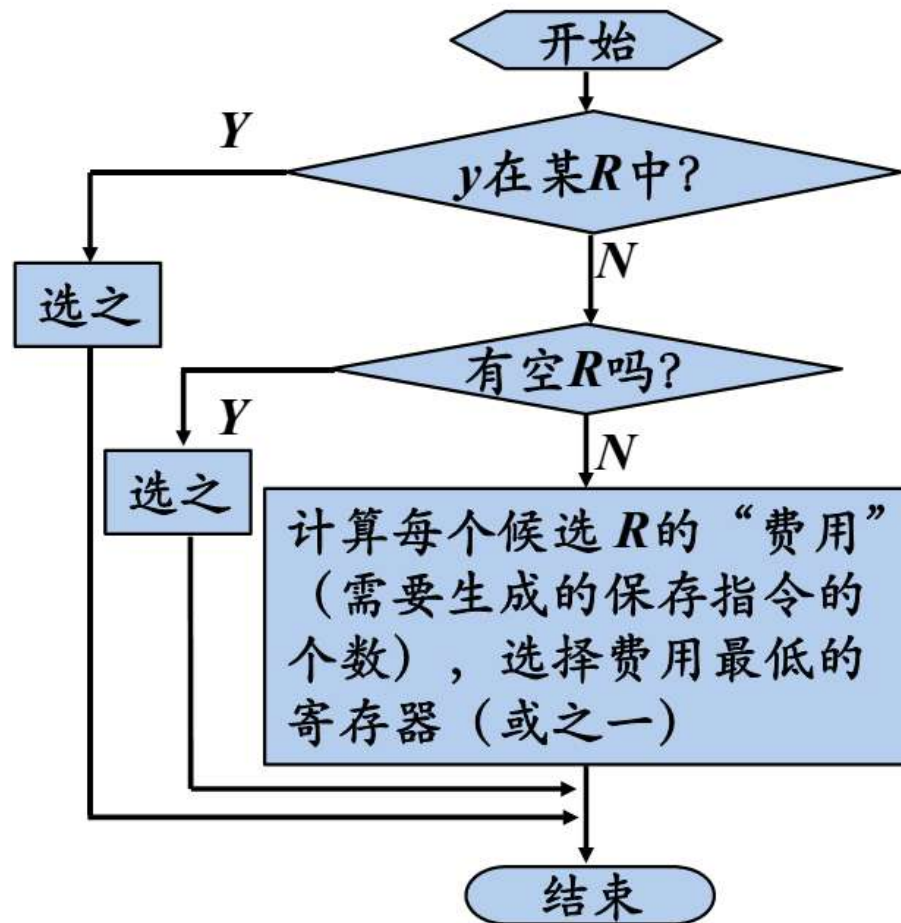 开始
Y
y在某R中?
N
选之
有空R吗?
Y
N
选之
计算每个候选R的“费用”
（需要生成的保存指令的
个数），选择费用最低的
寄存器（或之一）
结束